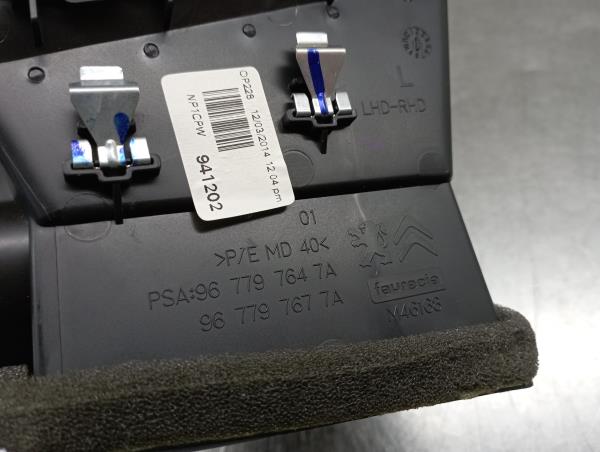 L
LHD-RHD
OP228 12/03/2014 12:04 pm
NP1CPW 941202
01
>P/E MD 40<
PSA:96 779 764 7A
96 779 767 7A
faurecia
M46168